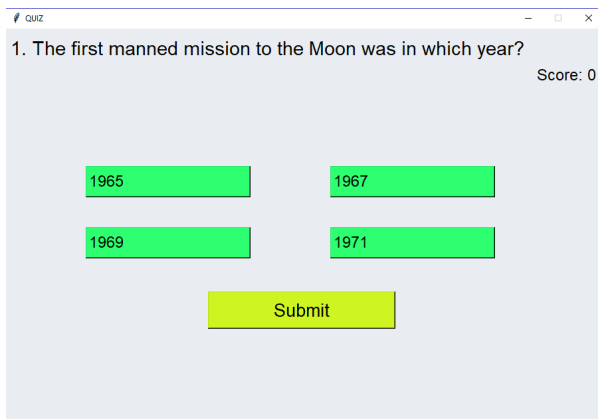 QUIZ
1. The first manned mission to the Moon was in which year?
Score: 0
1965
1967
1969
1971
Submit